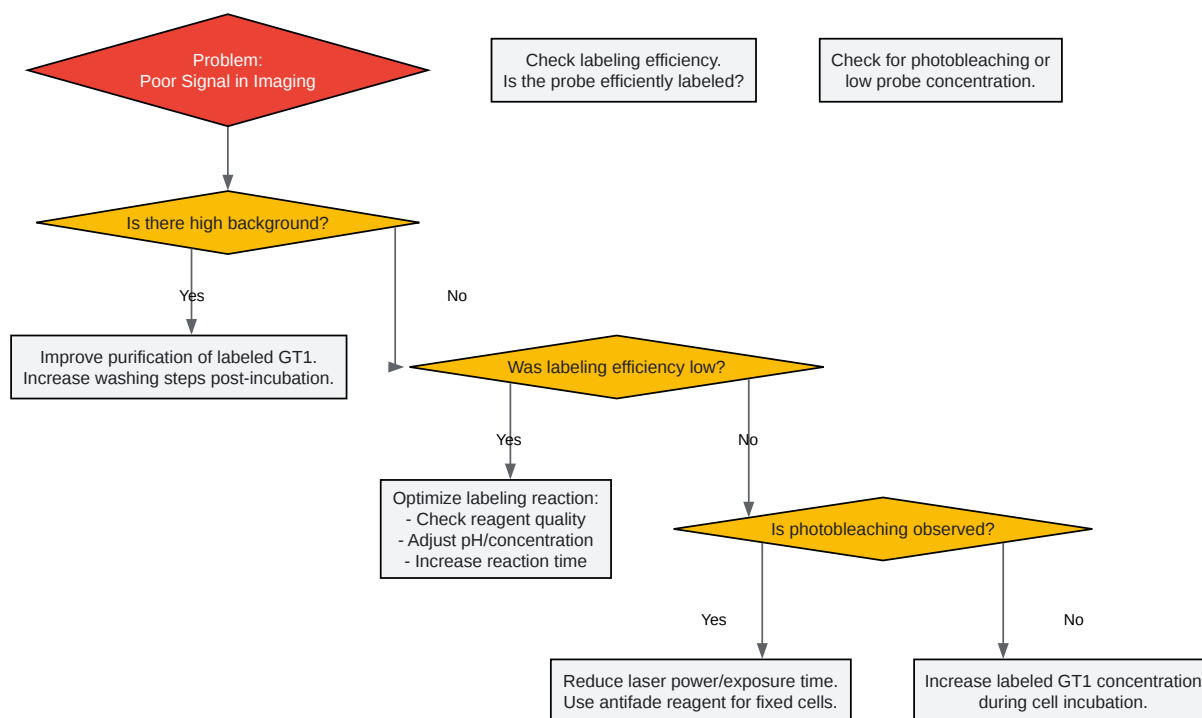 Problem:
Poor Signal in Imaging
Check labeling efficiency.
Is the probe efficiently labeled?
Check for photobleaching or
low probe concentration.
Is there high background?
Yes
No
Improve purification of labeled GT1.
Increase washing steps post-incubation.
Was labeling efficiency low?
Yes
No
Optimize labeling reaction:
- Check reagent quality
- Adjust pH/concentration
- Increase reaction time
Is photobleaching observed?
Yes
No
Reduce laser power/exposure time.
Use antifade reagent for fixed cells.
Increase labeled GT1 concentration
during cell incubation.